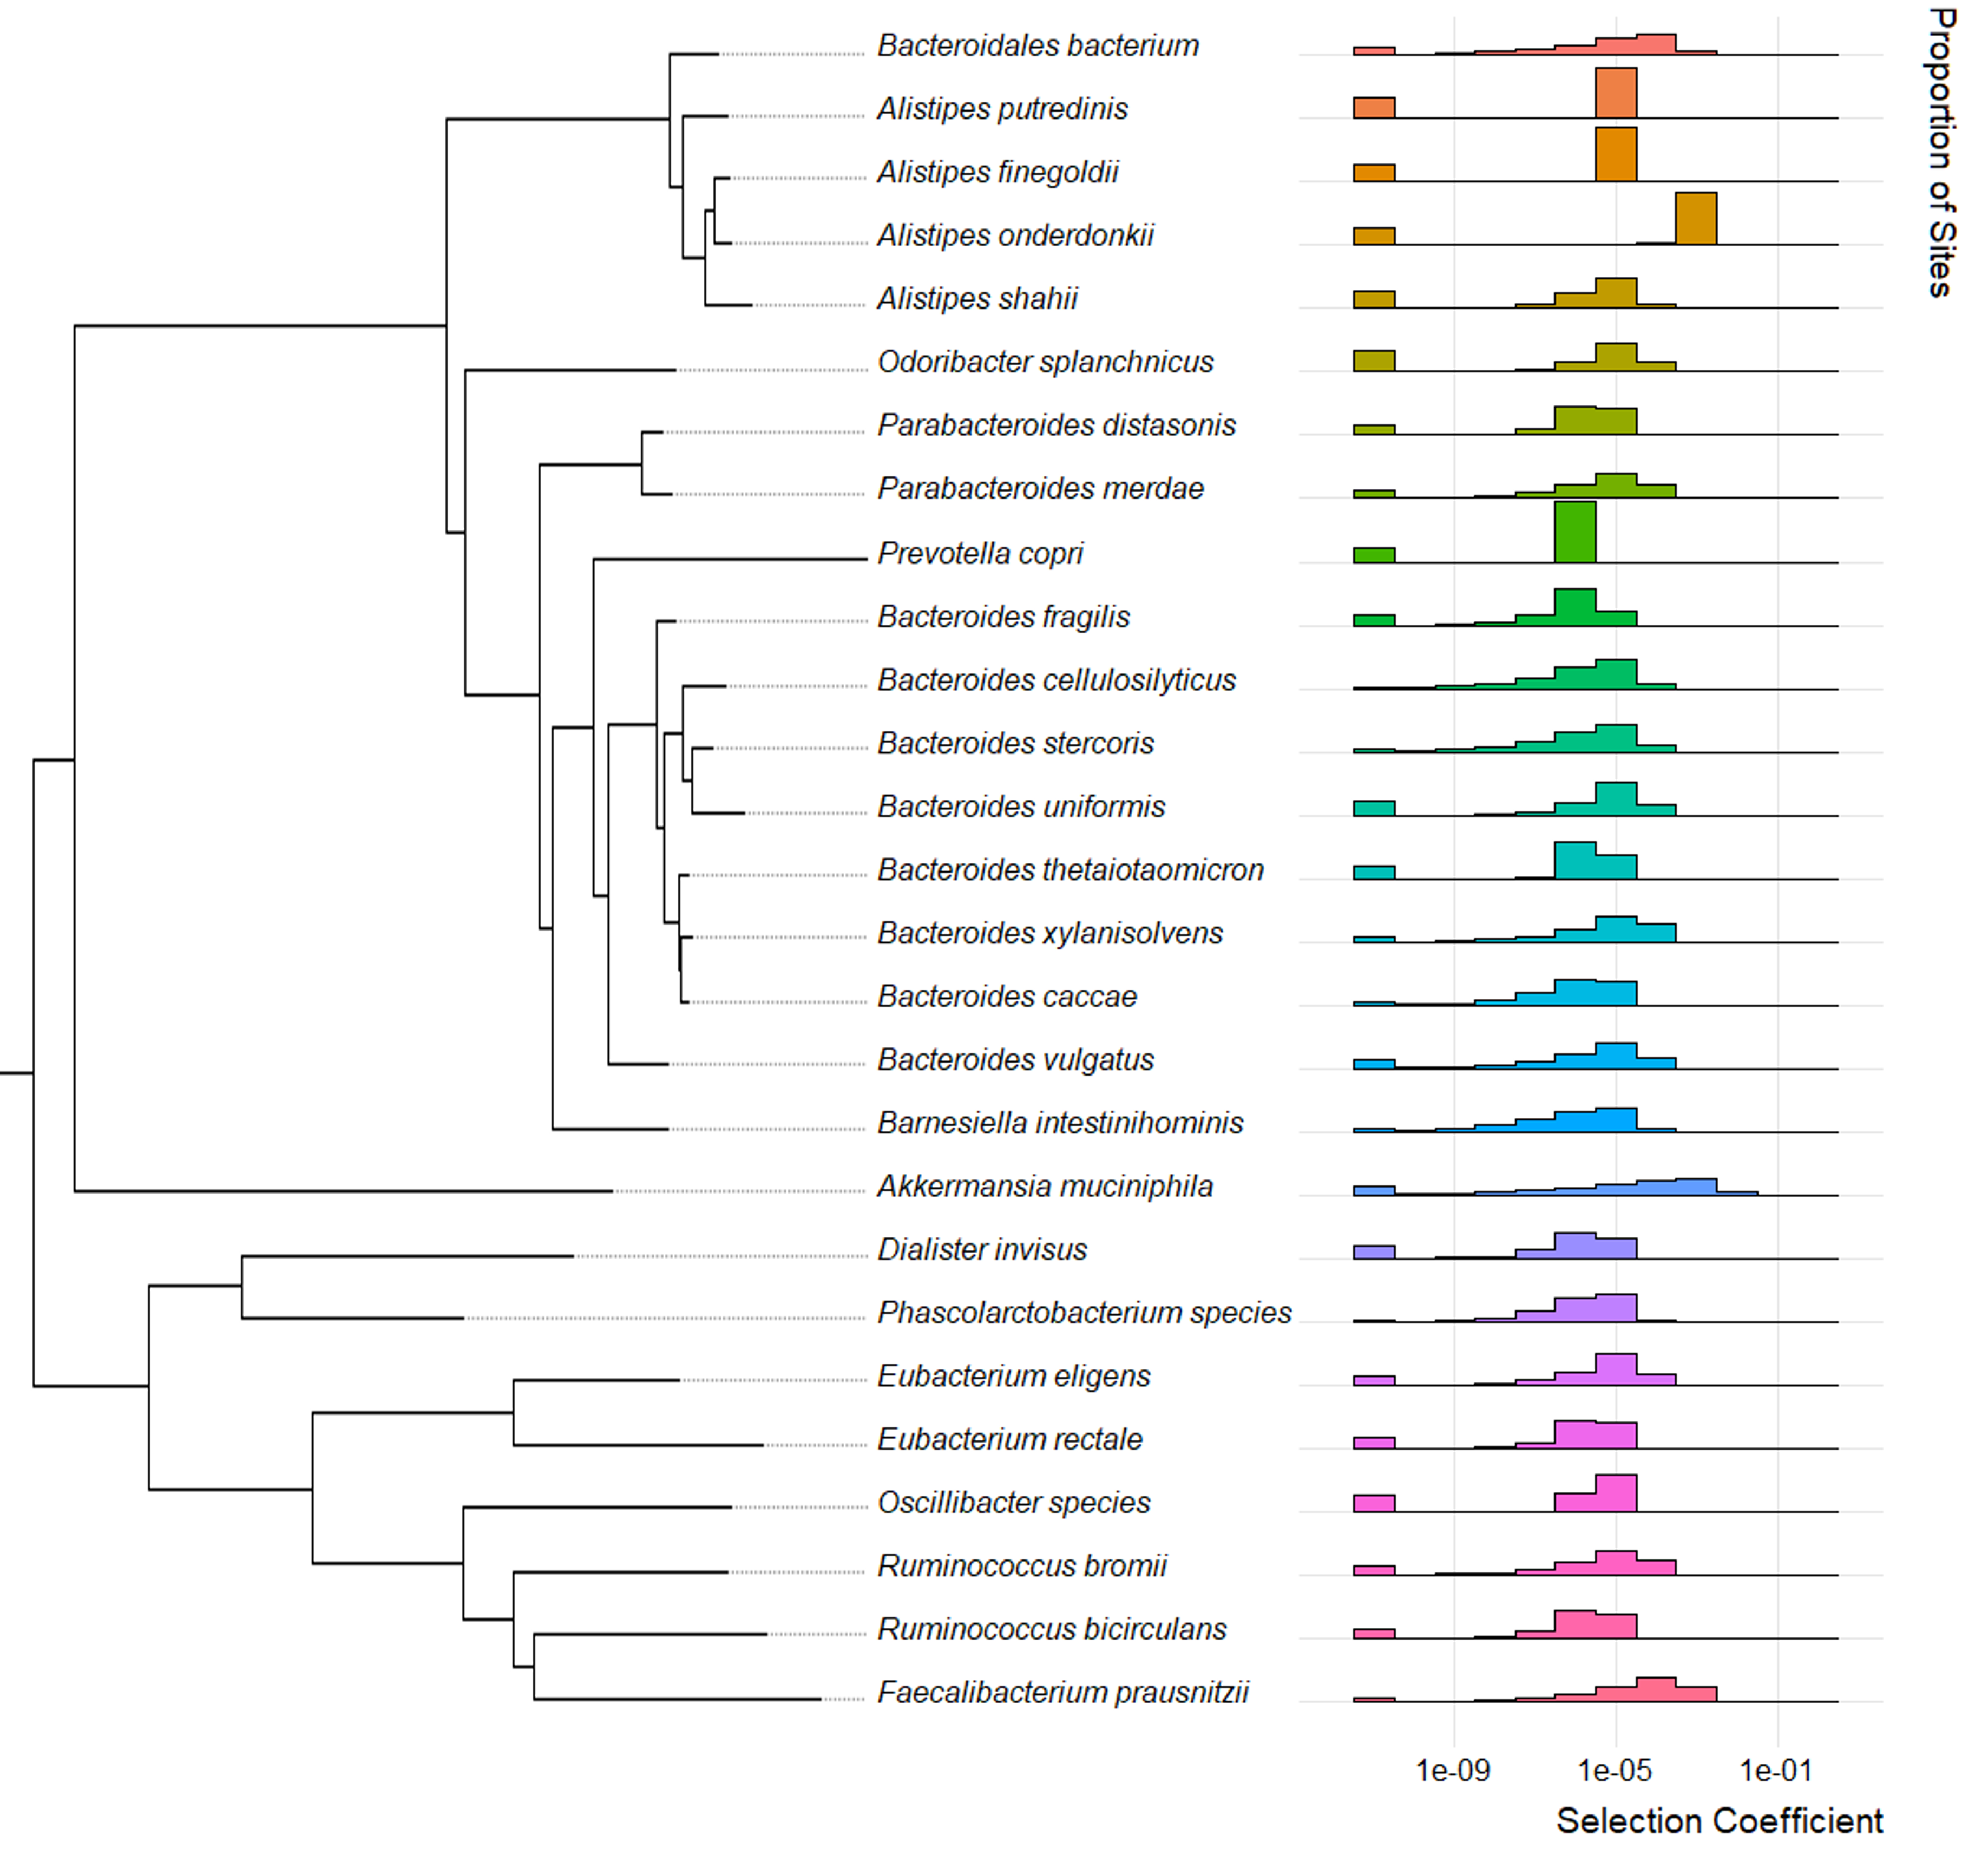 Proportion of Sites
Bacteroidales bacterium
Alistipes putredinis
Alistipes finegoldii
Alistipes onderdonkii
Alistipes shahii
Odoribacter splanchnicus
Parabacteroides distasonis
Parabacteroides merdae
Prevotella copri
Bacteroides fragilis
Bacteroides cellulosilyticus
Bacteroides stercoris
Bacteroides uniformis
Bacteroides thetaiotaomicron
Bacteroides xylanisolvens
Bacteroides caccae
Bacteroides vulgatus
Barnesiella intestinihominis
Akkermansia muciniphila
Dialister invisus
Phascolarctobacterium species
Eubacterium eligens
Eubacterium rectale
Oscillibacter species
Ruminococcus bromii
Ruminococcus bicirculans
Faecalibacterium prausnitzii
1e-09 1e-05 1e-01
Selection Coefficient